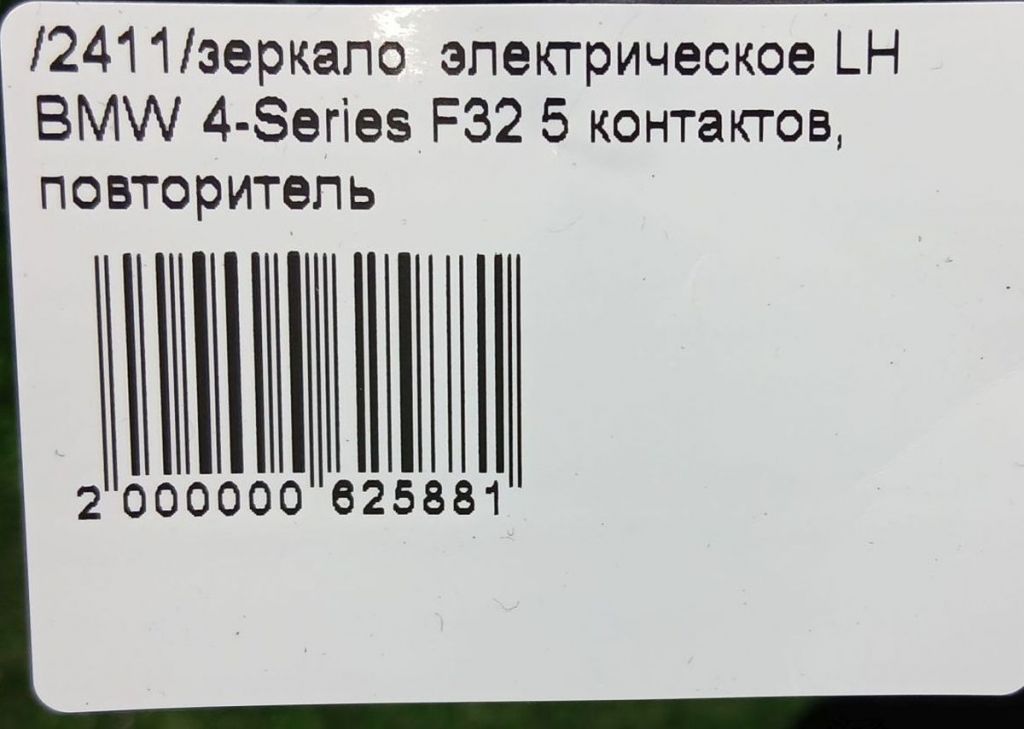 /2411/зеркало электрическое LH
BMW 4-Series F32 5 контактов,
повторитель
2 000000 625881